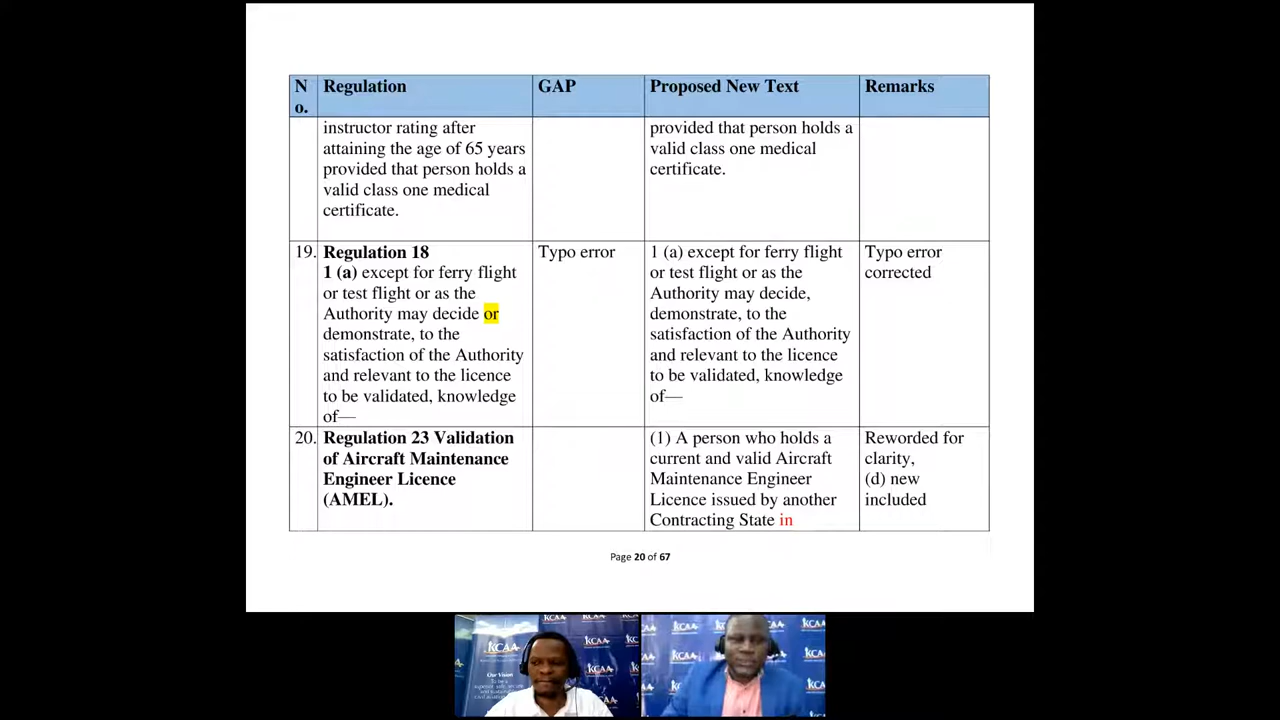 N
o.
Regulation
GAP
Proposed New Text
Remarks
instructor rating after
attaining the age of 65 years
provided that person holds a
valid class one medical
certificate.
provided that person holds a
valid class one medical
certificate.
19.
Regulation 18
1 (a) except for ferry flight
or test flight or as the
Authority may decide or
demonstrate, to the
satisfaction of the Authority
and relevant to the licence
to be validated, knowledge
of—
Typo error
1 (a) except for ferry flight
or test flight or as the
Authority may decide,
demonstrate, to the
satisfaction of the Authority
and relevant to the licence
to be validated, knowledge
of—
Typo error
corrected
20.
Regulation 23 Validation
of Aircraft Maintenance
Engineer Licence
(AMEL).
(1) A person who holds a
current and valid Aircraft
Maintenance Engineer
Licence issued by another
Contracting State in
Reworded for
clarity,
(d) new
included
Page 20 of 67
KCAA
KCAA
KCAA
KCAA
Our Vision
KCAA
KCAA
KCAA